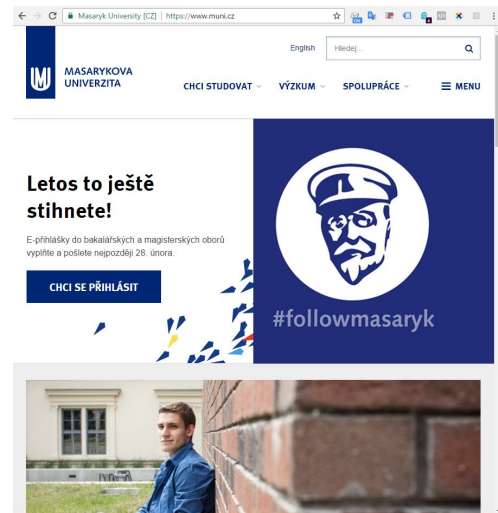 Masaryk University [CZ] | https://www.muni.cz
English
Hledej...
MASARYKOVA
UNIVERZITA
CHCI STUDOVAT
VÝZKUM
SPOLUPRÁCE
MENU
Letos to ještě
stihnete!
E-přihlášky do bakalářských a magisterských oborů
vyplňte a pošlete nejpozději 28. února.
CHCI SE PŘIHLÁSIT
#followmasaryk